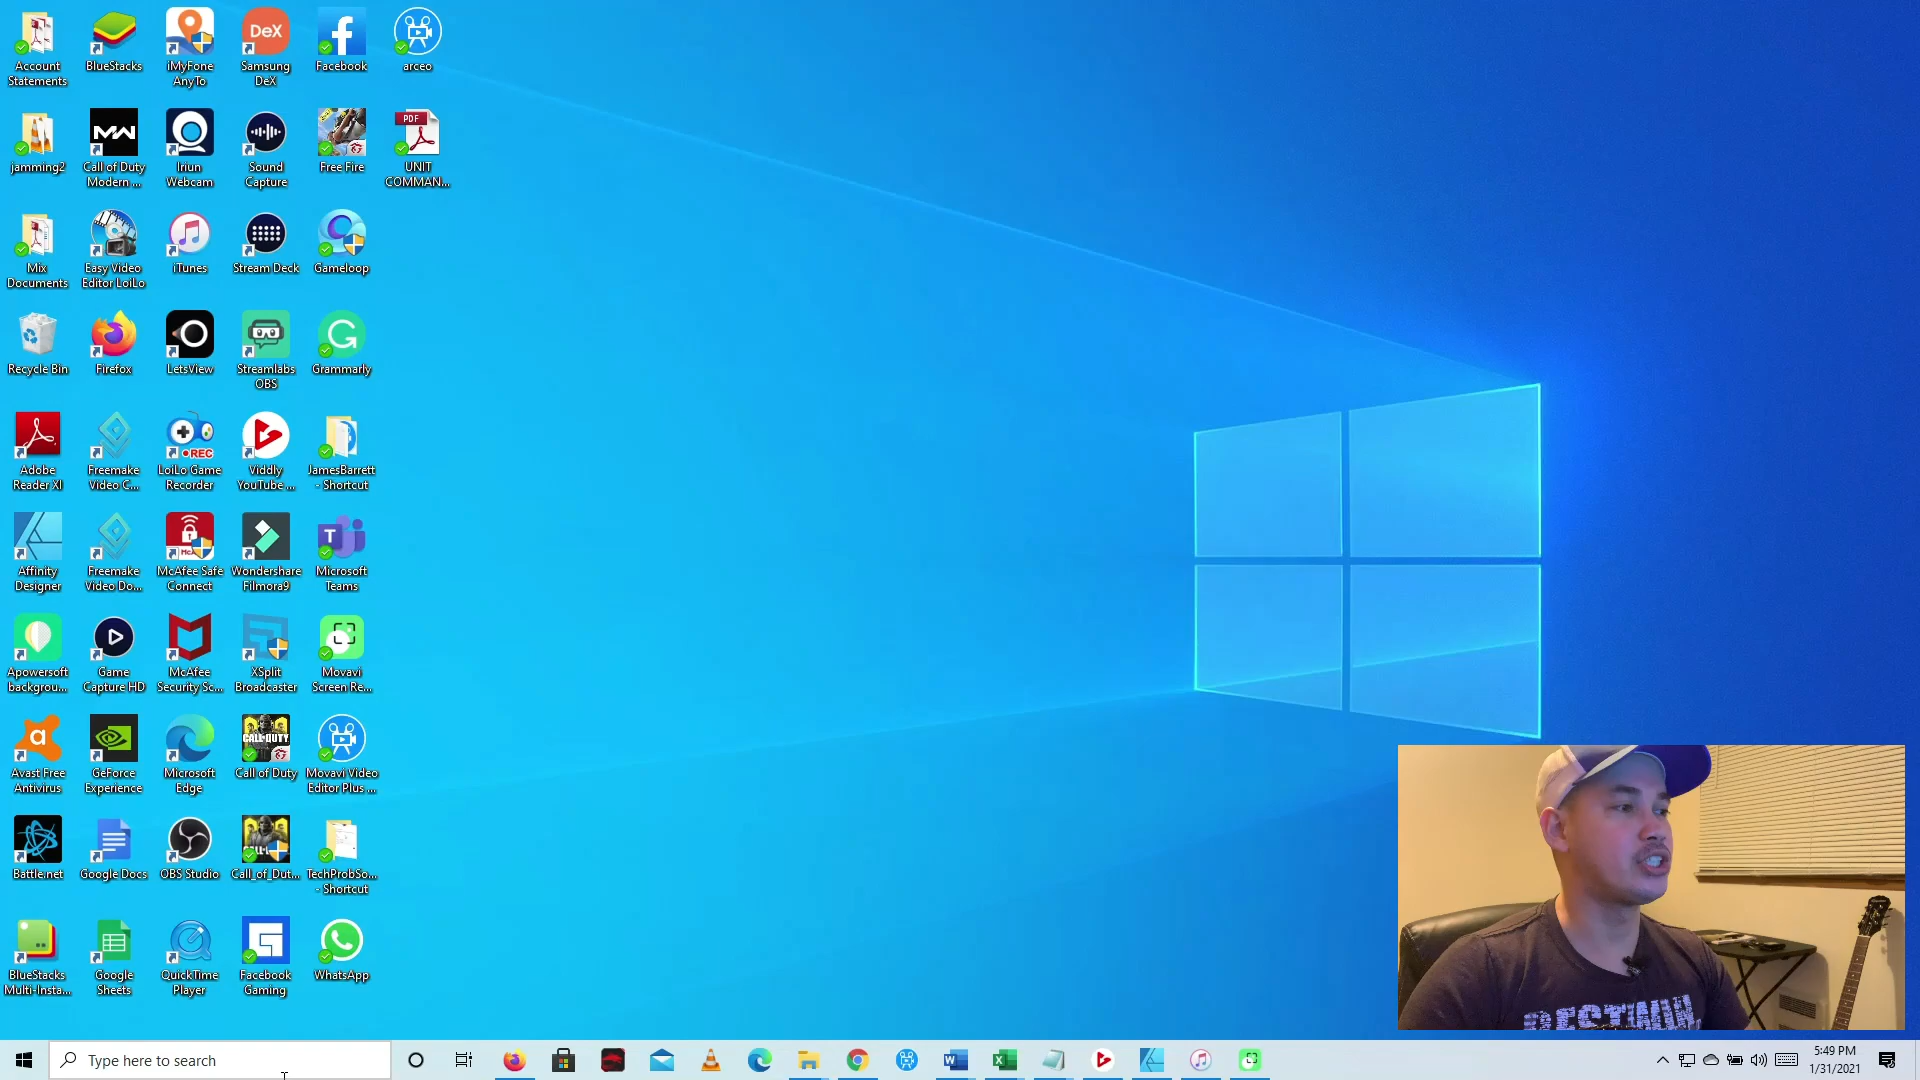 Account
Statements
BlueStacks
iMyFone
AnyTo
DeX
Samsung
DeX
Facebook
arceo
jamming2
Call of Duty
Modern ...
Iriun
Webcam
Sound
Capture
Free Fire
PDF
UNIT
COMMAN...
Mix
Documents
Easy Video
Editor LoiLo
iTunes
Stream Deck
Gameloop
Recycle Bin
Firefox
LetsView
Streamlabs
OBS
Grammarly
Adobe
Reader XI
Freemake
Video C...
REC
LoiLo Game
Recorder
Viddly
YouTube ...
JamesBarrett
- Shortcut
Affinity
Designer
Freemake
Video Do...
McAfee Safe
Connect
Wondershare
Filmora9
Microsoft
Teams
Apowersoft
backgrou...
Game
Capture HD
McAfee
Security Sc...
XSplit
Broadcaster
Movavi
Screen Re...
Avast Free
Antivirus
GeForce
Experience
Microsoft
Edge
CALL OF DUTY
Call of Duty
Movavi Video
Editor Plus ...
Battle.net
Google Docs
OBS Studio
Call_of_Dut...
TechProbSo...
- Shortcut
BlueStacks
Multi-Insta...
Google
Sheets
QuickTime
Player
Facebook
Gaming
WhatsApp
Type here to search
5:49 PM
1/31/2021